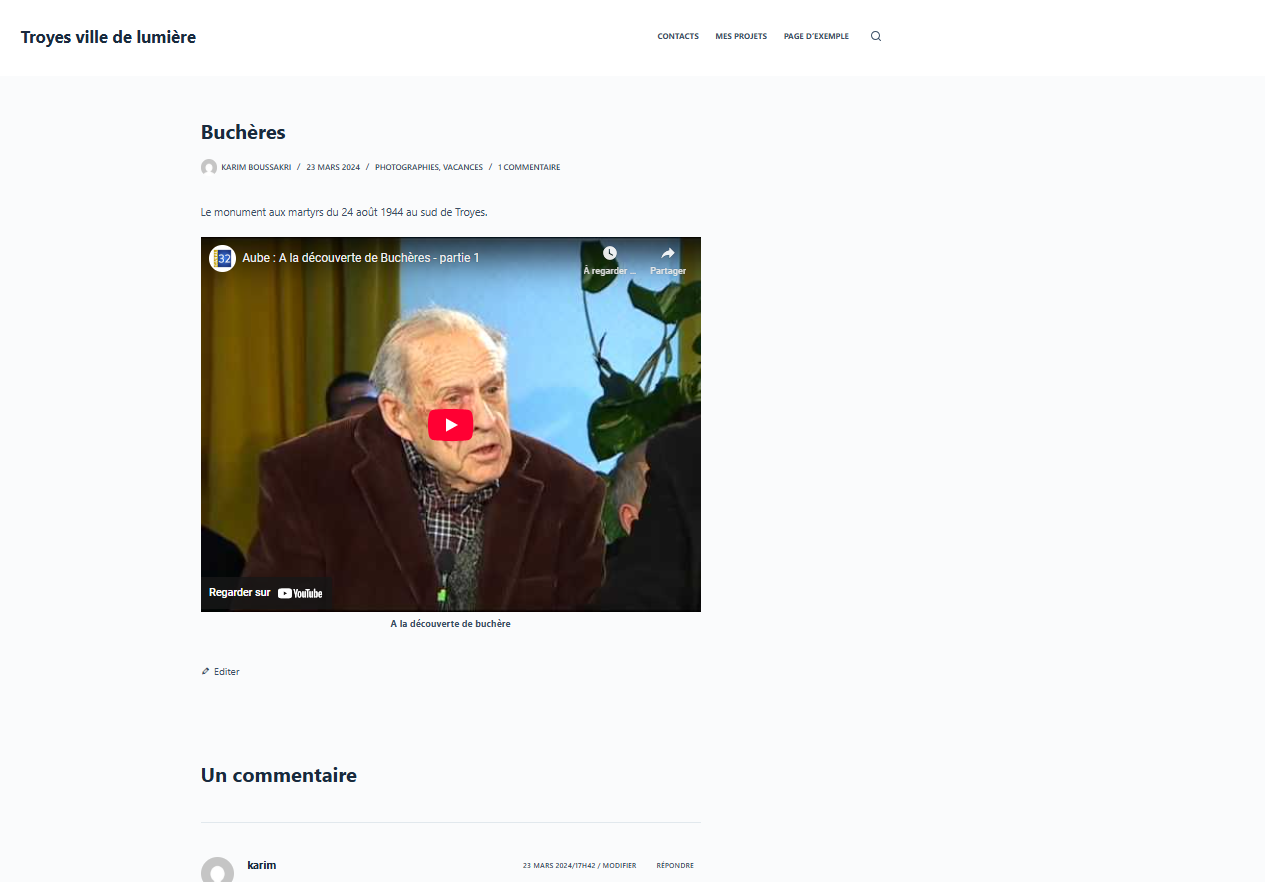 Troyes ville de lumière
CONTACTS MES PROJETS PAGE D'EXEMPLE
Buchères
KARIM BOUSSAKRI / 23 MARS 2024 / PHOTOGRAPHIES, VACANCES / 1 COMMENTAIRE
Le monument aux martyrs du 24 août 1944 au sud de Troyes.
32 Aube : A la découverte de Buchères - partie 1
À regarder ... Partager
Regarder sur YouTube
A la découverte de buchère
Editer
Un commentaire
karim 23 MARS 2024/17H42 / MODIFIER RÉPONDRE